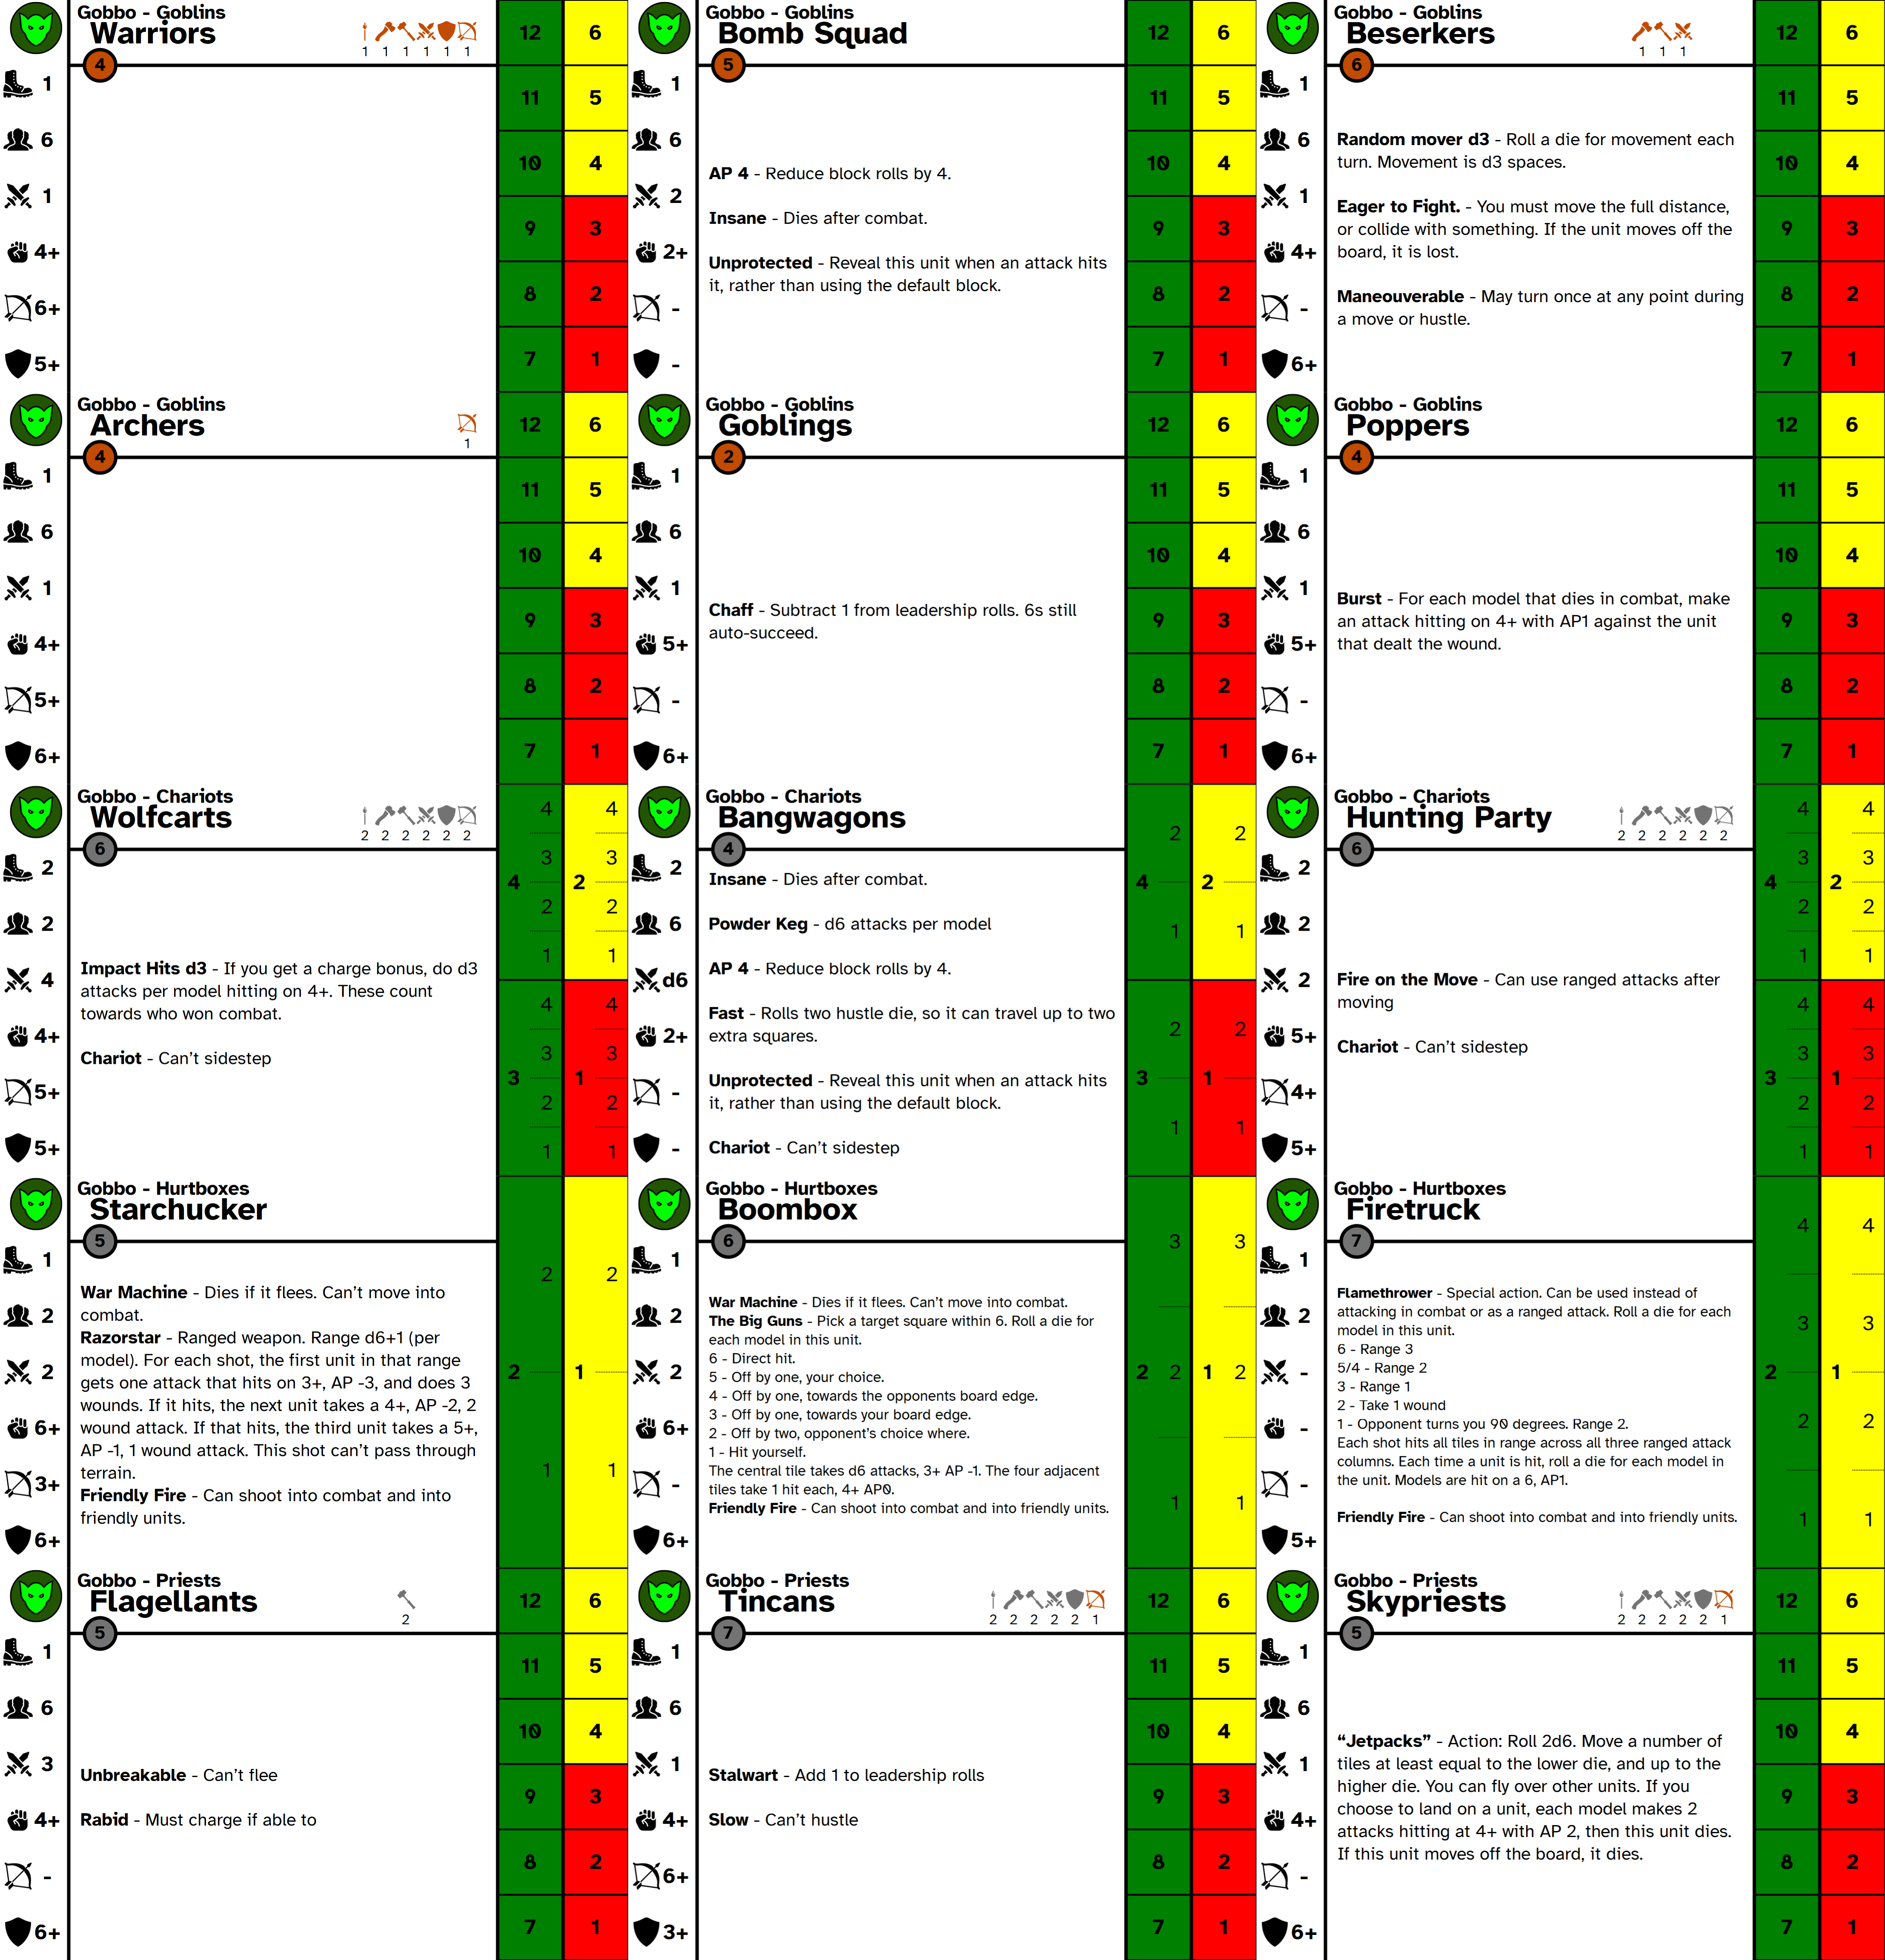 Gobbo - Goblins
Warriors
1 1 1 1 1 1
4
1
6
1
4+
6+
5+
12 6
11 5
10 4
9 3
8 2
7 1
Gobbo - Goblins
Bomb Squad
5
1
6
2
2+
-
-
AP 4 - Reduce block rolls by 4.
Insane - Dies after combat.
Unprotected - Reveal this unit when an attack hits
it, rather than using the default block.
12 6
11 5
10 4
9 3
8 2
7 1
Gobbo - Goblins
Beserkers
1 1 1
6
1
6
1
4+
-
6+
Random mover d3 - Roll a die for movement each
turn. Movement is d3 spaces.
Eager to Fight. - You must move the full distance,
or collide with something. If the unit moves off the
board, it is lost.
Maneouverable - May turn once at any point during
a move or hustle.
12 6
11 5
10 4
9 3
8 2
7 1
Gobbo - Goblins
Archers
1
4
1
6
1
4+
5+
6+
12 6
11 5
10 4
9 3
8 2
7 1
Gobbo - Goblins
Goblings
2
1
6
1
5+
-
6+
Chaff - Subtract 1 from leadership rolls. 6s still
auto-succeed.
12 6
11 5
10 4
9 3
8 2
7 1
Gobbo - Goblins
Poppers
4
1
6
1
5+
-
6+
Burst - For each model that dies in combat, make
an attack hitting on 4+ with AP1 against the unit
that dealt the wound.
12 6
11 5
10 4
9 3
8 2
7 1
Gobbo - Chariots
Wolfcarts
2 2 2 2 2 2
6
2
2
4
4+
5+
5+
Impact Hits d3 - If you get a charge bonus, do d3
attacks per model hitting on 4+. These count
towards who won combat.
Chariot - Can't sidestep
4 4
3 3
4 2
2 2
1 1
4 4
3 3
3 1
2 2
1 1
Gobbo - Chariots
Bangwagons
4
2
6
d6
2+
-
-
Insane - Dies after combat.
Powder Keg - d6 attacks per model
AP 4 - Reduce block rolls by 4.
Fast - Rolls two hustle die, so it can travel up to two
extra squares.
Unprotected - Reveal this unit when an attack hits
it, rather than using the default block.
Chariot - Can't sidestep
2 2
4 2
1 1
2 2
3 1
1 1
Gobbo - Chariots
Hunting Party
2 2 2 2 2 2
6
2
2
2
5+
4+
5+
Fire on the Move - Can use ranged attacks after
moving
Chariot - Can't sidestep
4 4
3 3
4 2
2 2
1 1
4 4
3 3
3 1
2 2
1 1
Gobbo - Hurtboxes
Starchucker
5
1
2
2
6+
3+
6+
War Machine - Dies if it flees. Can't move into
combat.
Razorstar - Ranged weapon. Range d6+1 (per
model). For each shot, the first unit in that range
gets one attack that hits on 3+, AP -3, and does 3
wounds. If it hits, the next unit takes a 4+, AP -2, 2
wound attack. If that hits, the third unit takes a 5+,
AP -1, 1 wound attack. This shot can't pass through
terrain.
Friendly Fire - Can shoot into combat and into
friendly units.
2 2
2 1
1 1
Gobbo - Hurtboxes
Boombox
6
1
2
2
6+
-
6+
War Machine - Dies if it flees. Can't move into combat.
The Big Guns - Pick a target square within 6. Roll a die for
each model in this unit.
6 - Direct hit.
5 - Off by one, your choice.
4 - Off by one, towards the opponents board edge.
3 - Off by one, towards your board edge.
2 - Off by two, opponent's choice where.
1 - Hit yourself.
The central tile takes d6 attacks, 3+ AP -1. The four adjacent
tiles take 1 hit each, 4+ AP0.
Friendly Fire - Can shoot into combat and into friendly units.
3 3
2 2 1 2
1 1
Gobbo - Hurtboxes
Firetruck
7
1
2
-
-
-
5+
Flamethrower - Special action. Can be used instead of
attacking in combat or as a ranged attack. Roll a die for each
model in this unit.
6 - Range 3
5/4 - Range 2
3 - Range 1
2 - Take 1 wound
1 - Opponent turns you 90 degrees. Range 2.
Each shot hits all tiles in range across all three ranged attack
columns. Each time a unit is hit, roll a die for each model in
the unit. Models are hit on a 6, AP1.
Friendly Fire - Can shoot into combat and into friendly units.
4 4
3 3
2 1
2 2
1 1
Gobbo - Priests
Flagellants
2
5
1
6
3
4+
-
6+
Unbreakable - Can't flee
Rabid - Must charge if able to
12 6
11 5
10 4
9 3
8 2
7 1
Gobbo - Priests
Tincans
2 2 2 2 2 1
7
1
6
1
4+
6+
3+
Stalwart - Add 1 to leadership rolls
Slow - Can't hustle
12 6
11 5
10 4
9 3
8 2
7 1
Gobbo - Priests
Skypriests
2 2 2 2 2 1
5
1
6
1
4+
-
6+
“Jetpacks” - Action: Roll 2d6. Move a number of
tiles at least equal to the lower die, and up to the
higher die. You can fly over other units. If you
choose to land on a unit, each model makes 2
attacks hitting at 4+ with AP 2, then this unit dies.
If this unit moves off the board, it dies.
12 6
11 5
10 4
9 3
8 2
7 1